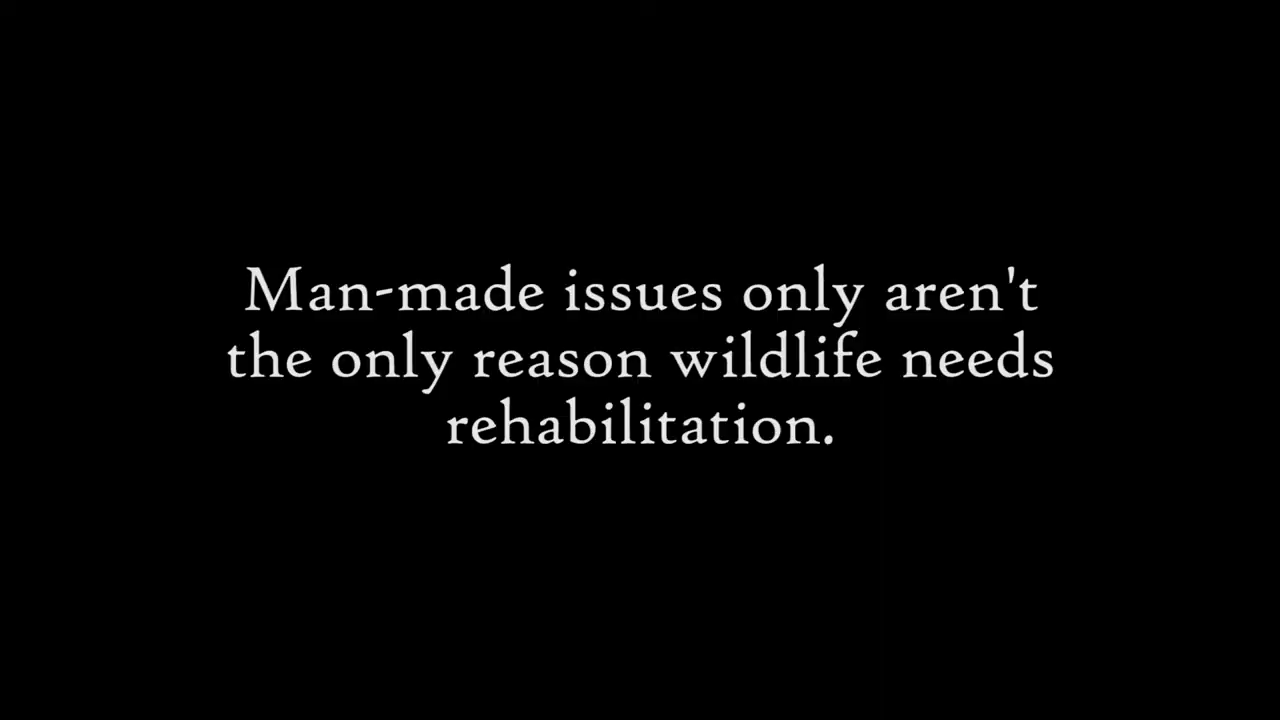 Man-made issues only aren't
the only reason wildlife needs
rehabilitation.